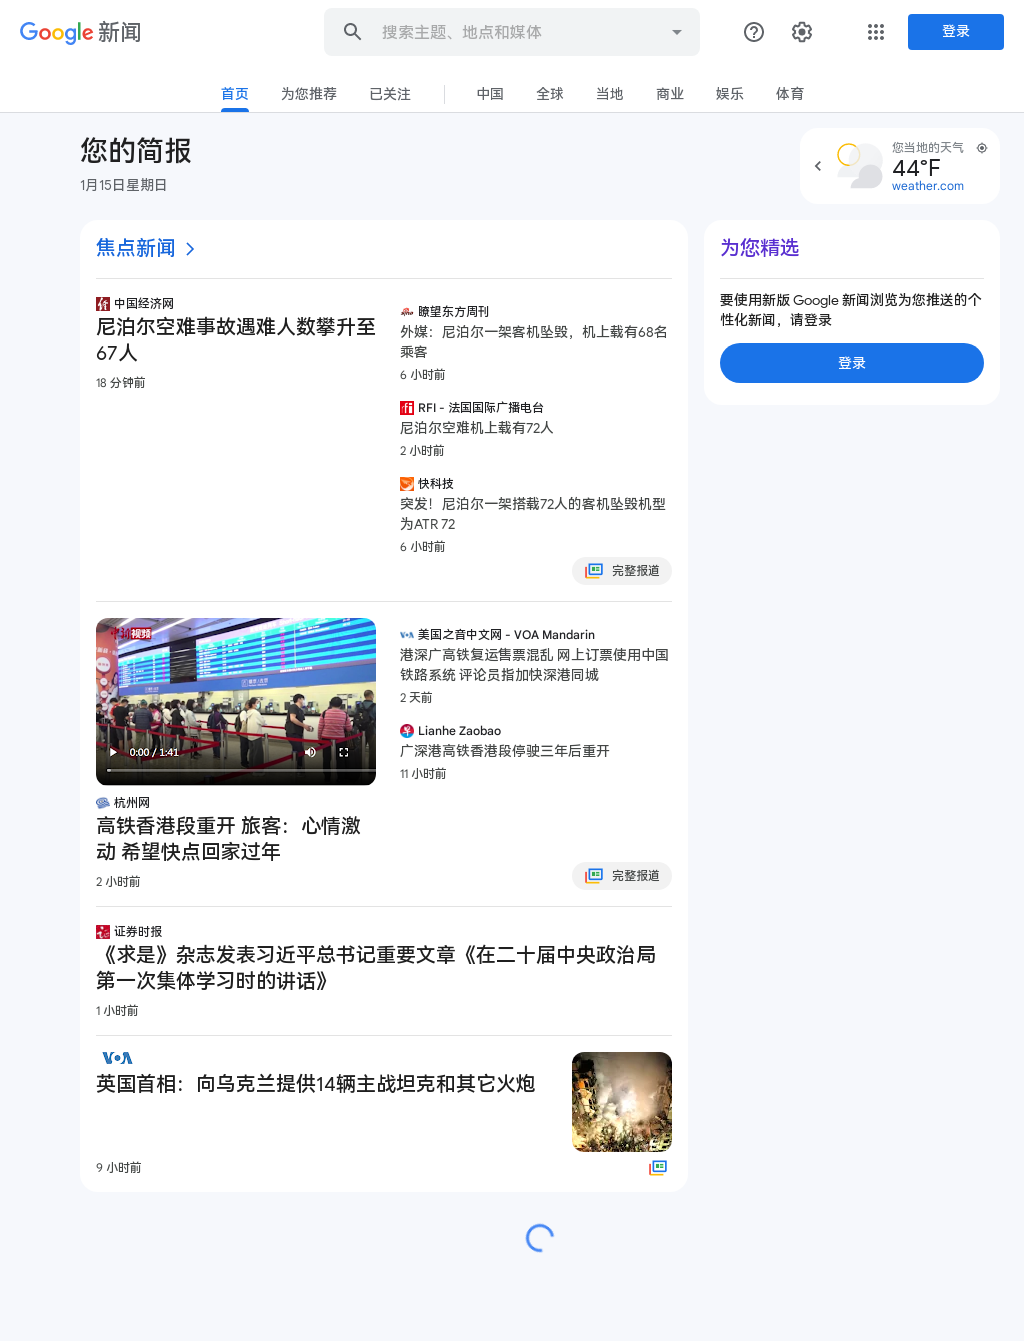 Google 新闻
搜索主题、地点和媒体
登录
首页 为您推荐 已关注 中国 全球 当地 商业 娱乐 体育
您的简报
1月15日星期日
您当地的天气
44°F
weather.com
焦点新闻
中国经济网
尼泊尔空难事故遇难人数攀升至
67人
18 分钟前
瞭望东方周刊
外媒：尼泊尔一架客机坠毁，机上载有68名
乘客
6 小时前
RFI - 法国国际广播电台
尼泊尔空难机上载有72人
2 小时前
快科技
突发！尼泊尔一架搭载72人的客机坠毁机型
为ATR 72
6 小时前
完整报道
视频
0:00 / 1:41
杭州网
高铁香港段重开 旅客：心情激
动 希望快点回家过年
2 小时前
美国之音中文网 - VOA Mandarin
港深广高铁复运售票混乱 网上订票使用中国
铁路系统 评论员指加快深港同城
2 天前
Lianhe Zaobao
广深港高铁香港段停驶三年后重开
11 小时前
完整报道
证券时报
《求是》杂志发表习近平总书记重要文章《在二十届中央政治局
第一次集体学习时的讲话》
1 小时前
VOA
英国首相：向乌克兰提供14辆主战坦克和其它火炮
9 小时前
为您精选
要使用新版 Google 新闻浏览为您推送的个
性化新闻，请登录
登录